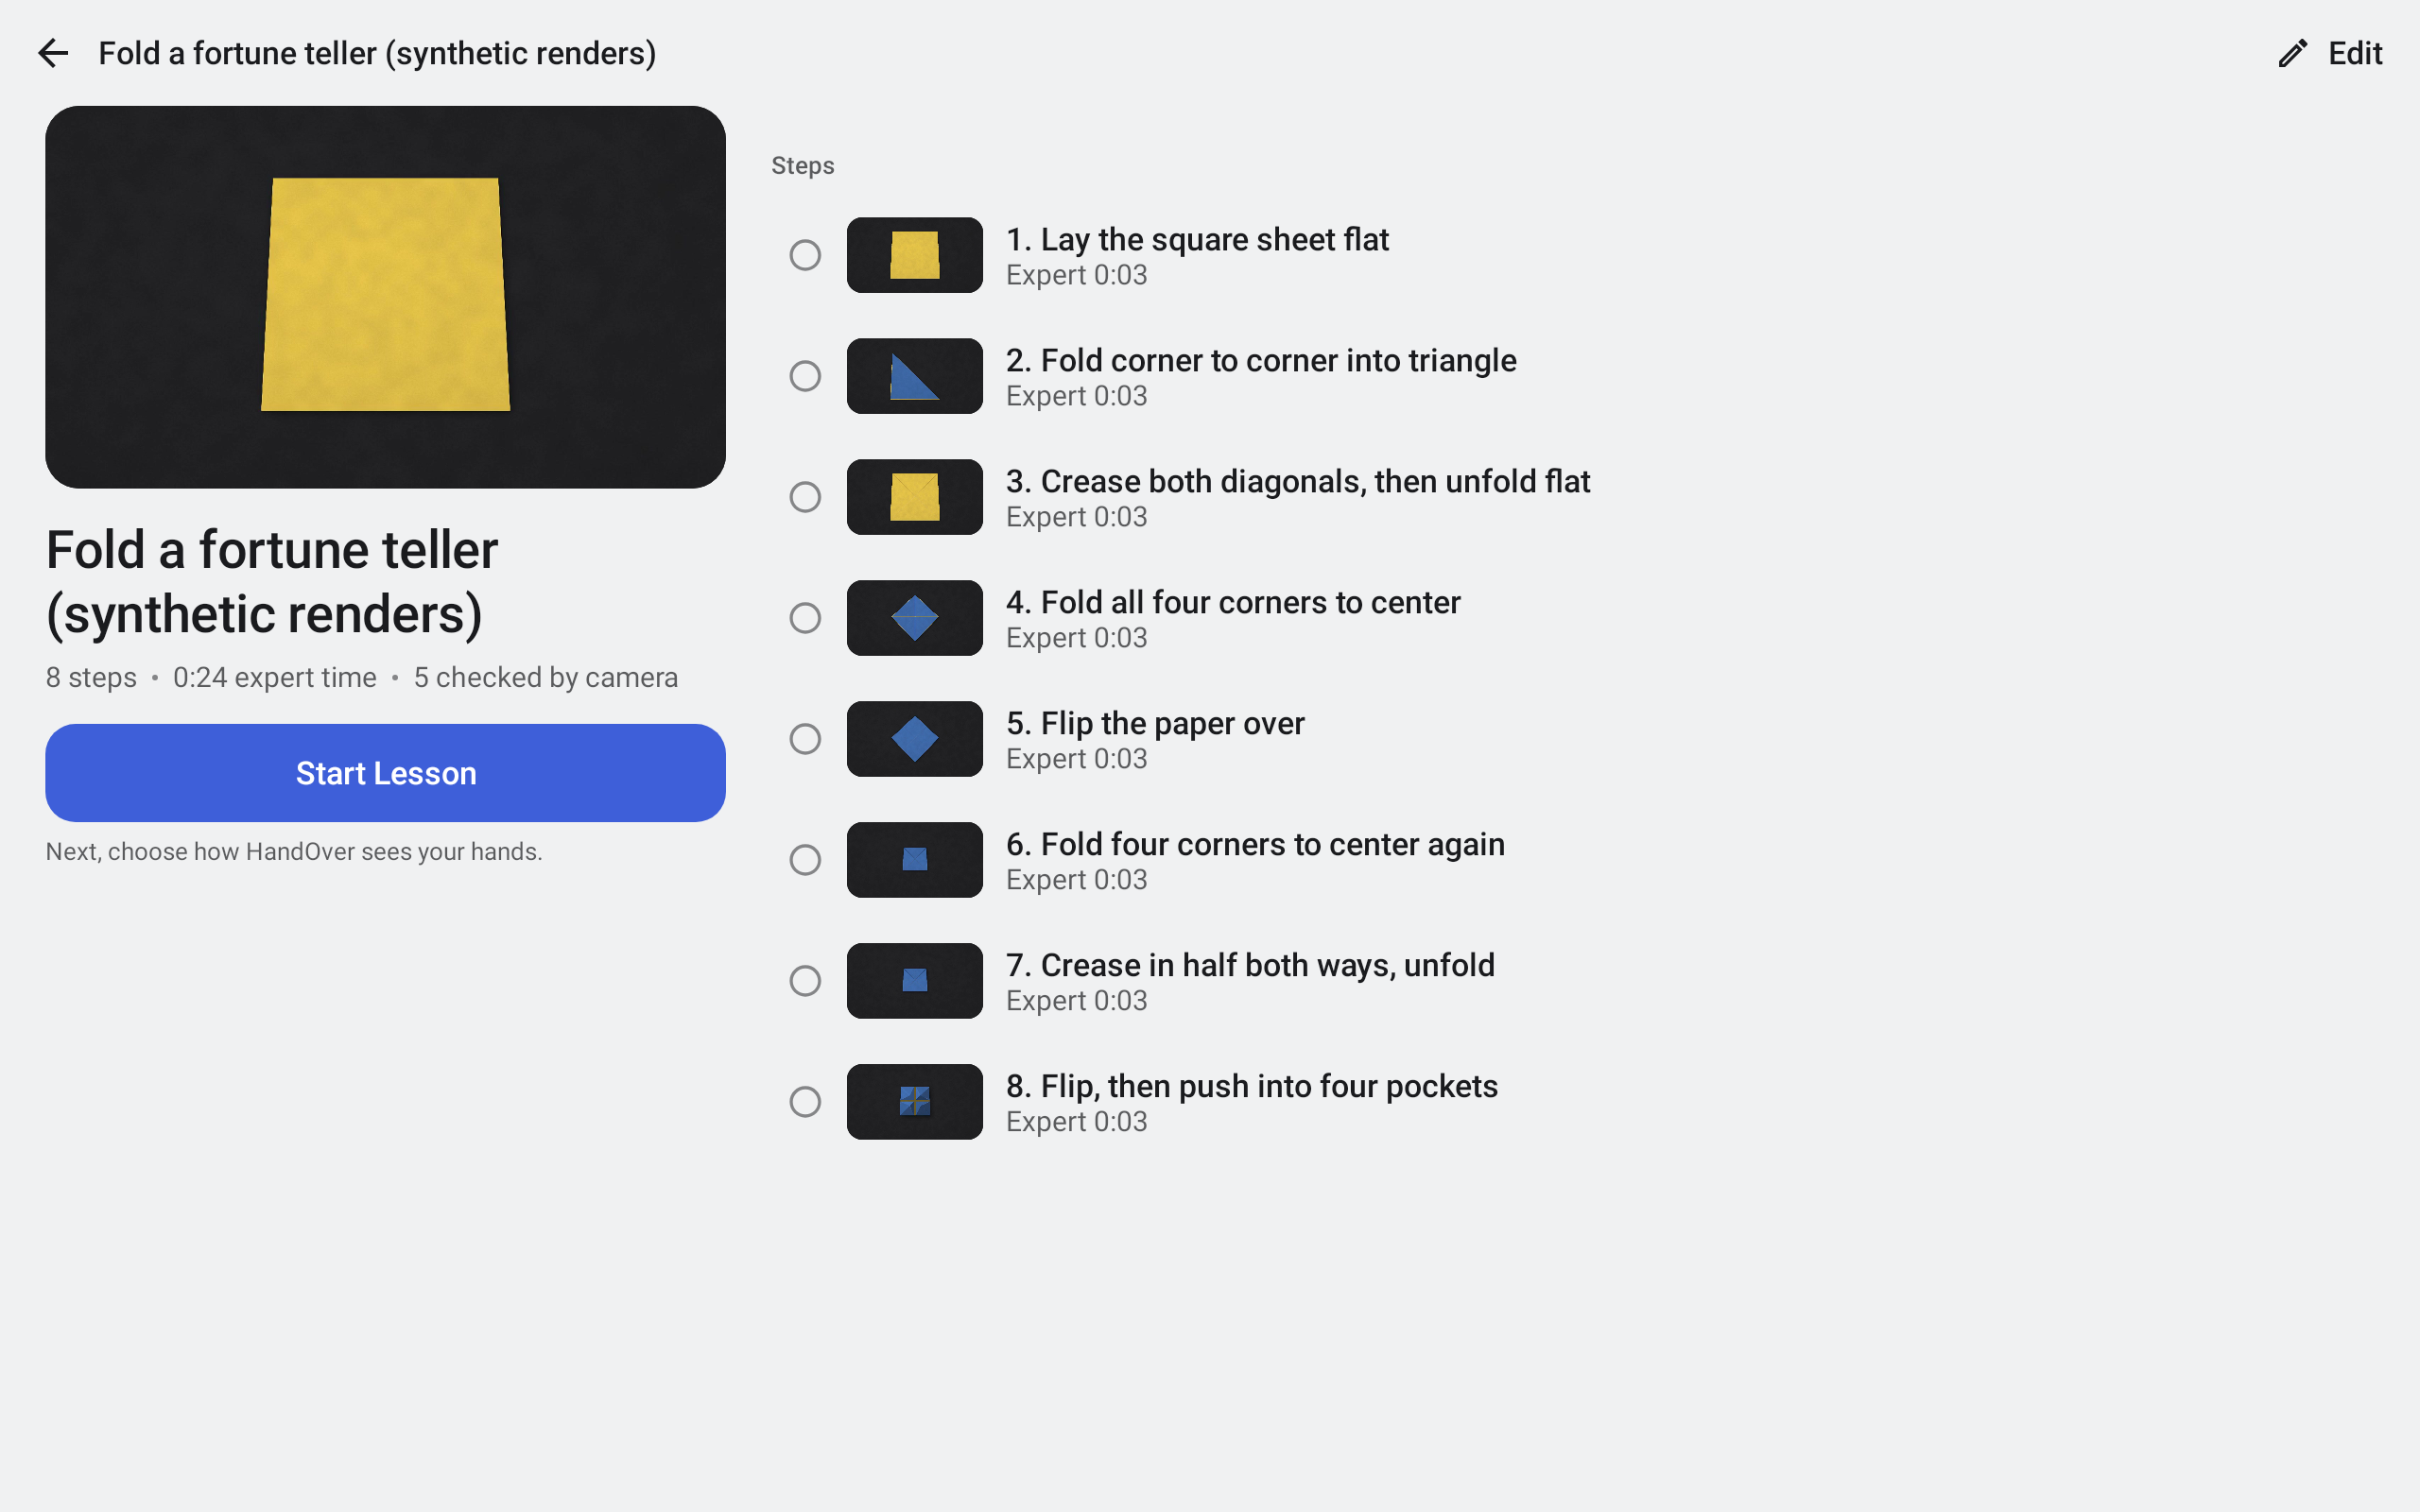 Fold a fortune teller (synthetic renders)
Edit
Fold a fortune teller
(synthetic renders)
8 steps • 0:24 expert time • 5 checked by camera
Start Lesson
Next, choose how HandOver sees your hands.
Steps
1. Lay the square sheet flat
Expert 0:03
2. Fold corner to corner into triangle
Expert 0:03
3. Crease both diagonals, then unfold flat
Expert 0:03
4. Fold all four corners to center
Expert 0:03
5. Flip the paper over
Expert 0:03
6. Fold four corners to center again
Expert 0:03
7. Crease in half both ways, unfold
Expert 0:03
8. Flip, then push into four pockets
Expert 0:03